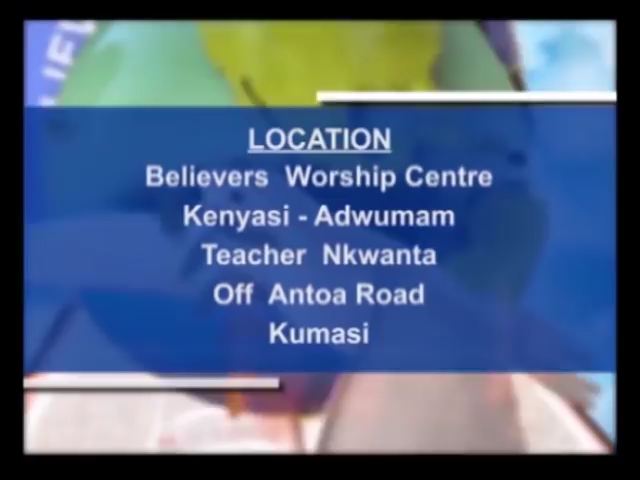 LOCATION
Believers Worship Centre
Kenyasi - Adwumam
Teacher Nkwanta
Off Antoa Road
Kumasi